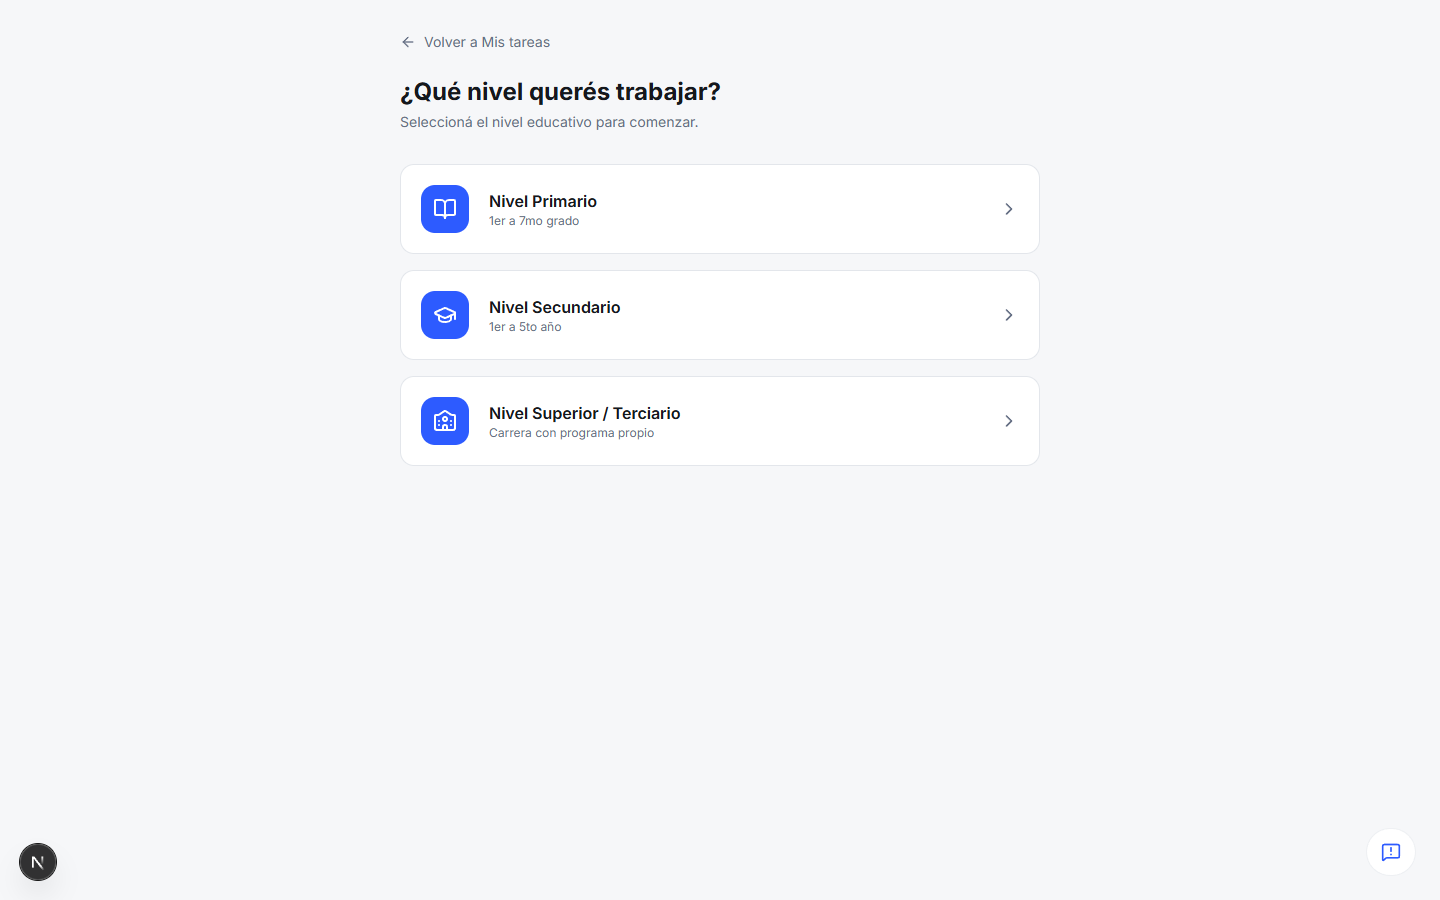 Volver a Mis tareas
¿Qué nivel querés trabajar?
Seleccioná el nivel educativo para comenzar.
Nivel Primario
1er a 7mo grado
Nivel Secundario
1er a 5to año
Nivel Superior / Terciario
Carrera con programa propio
N